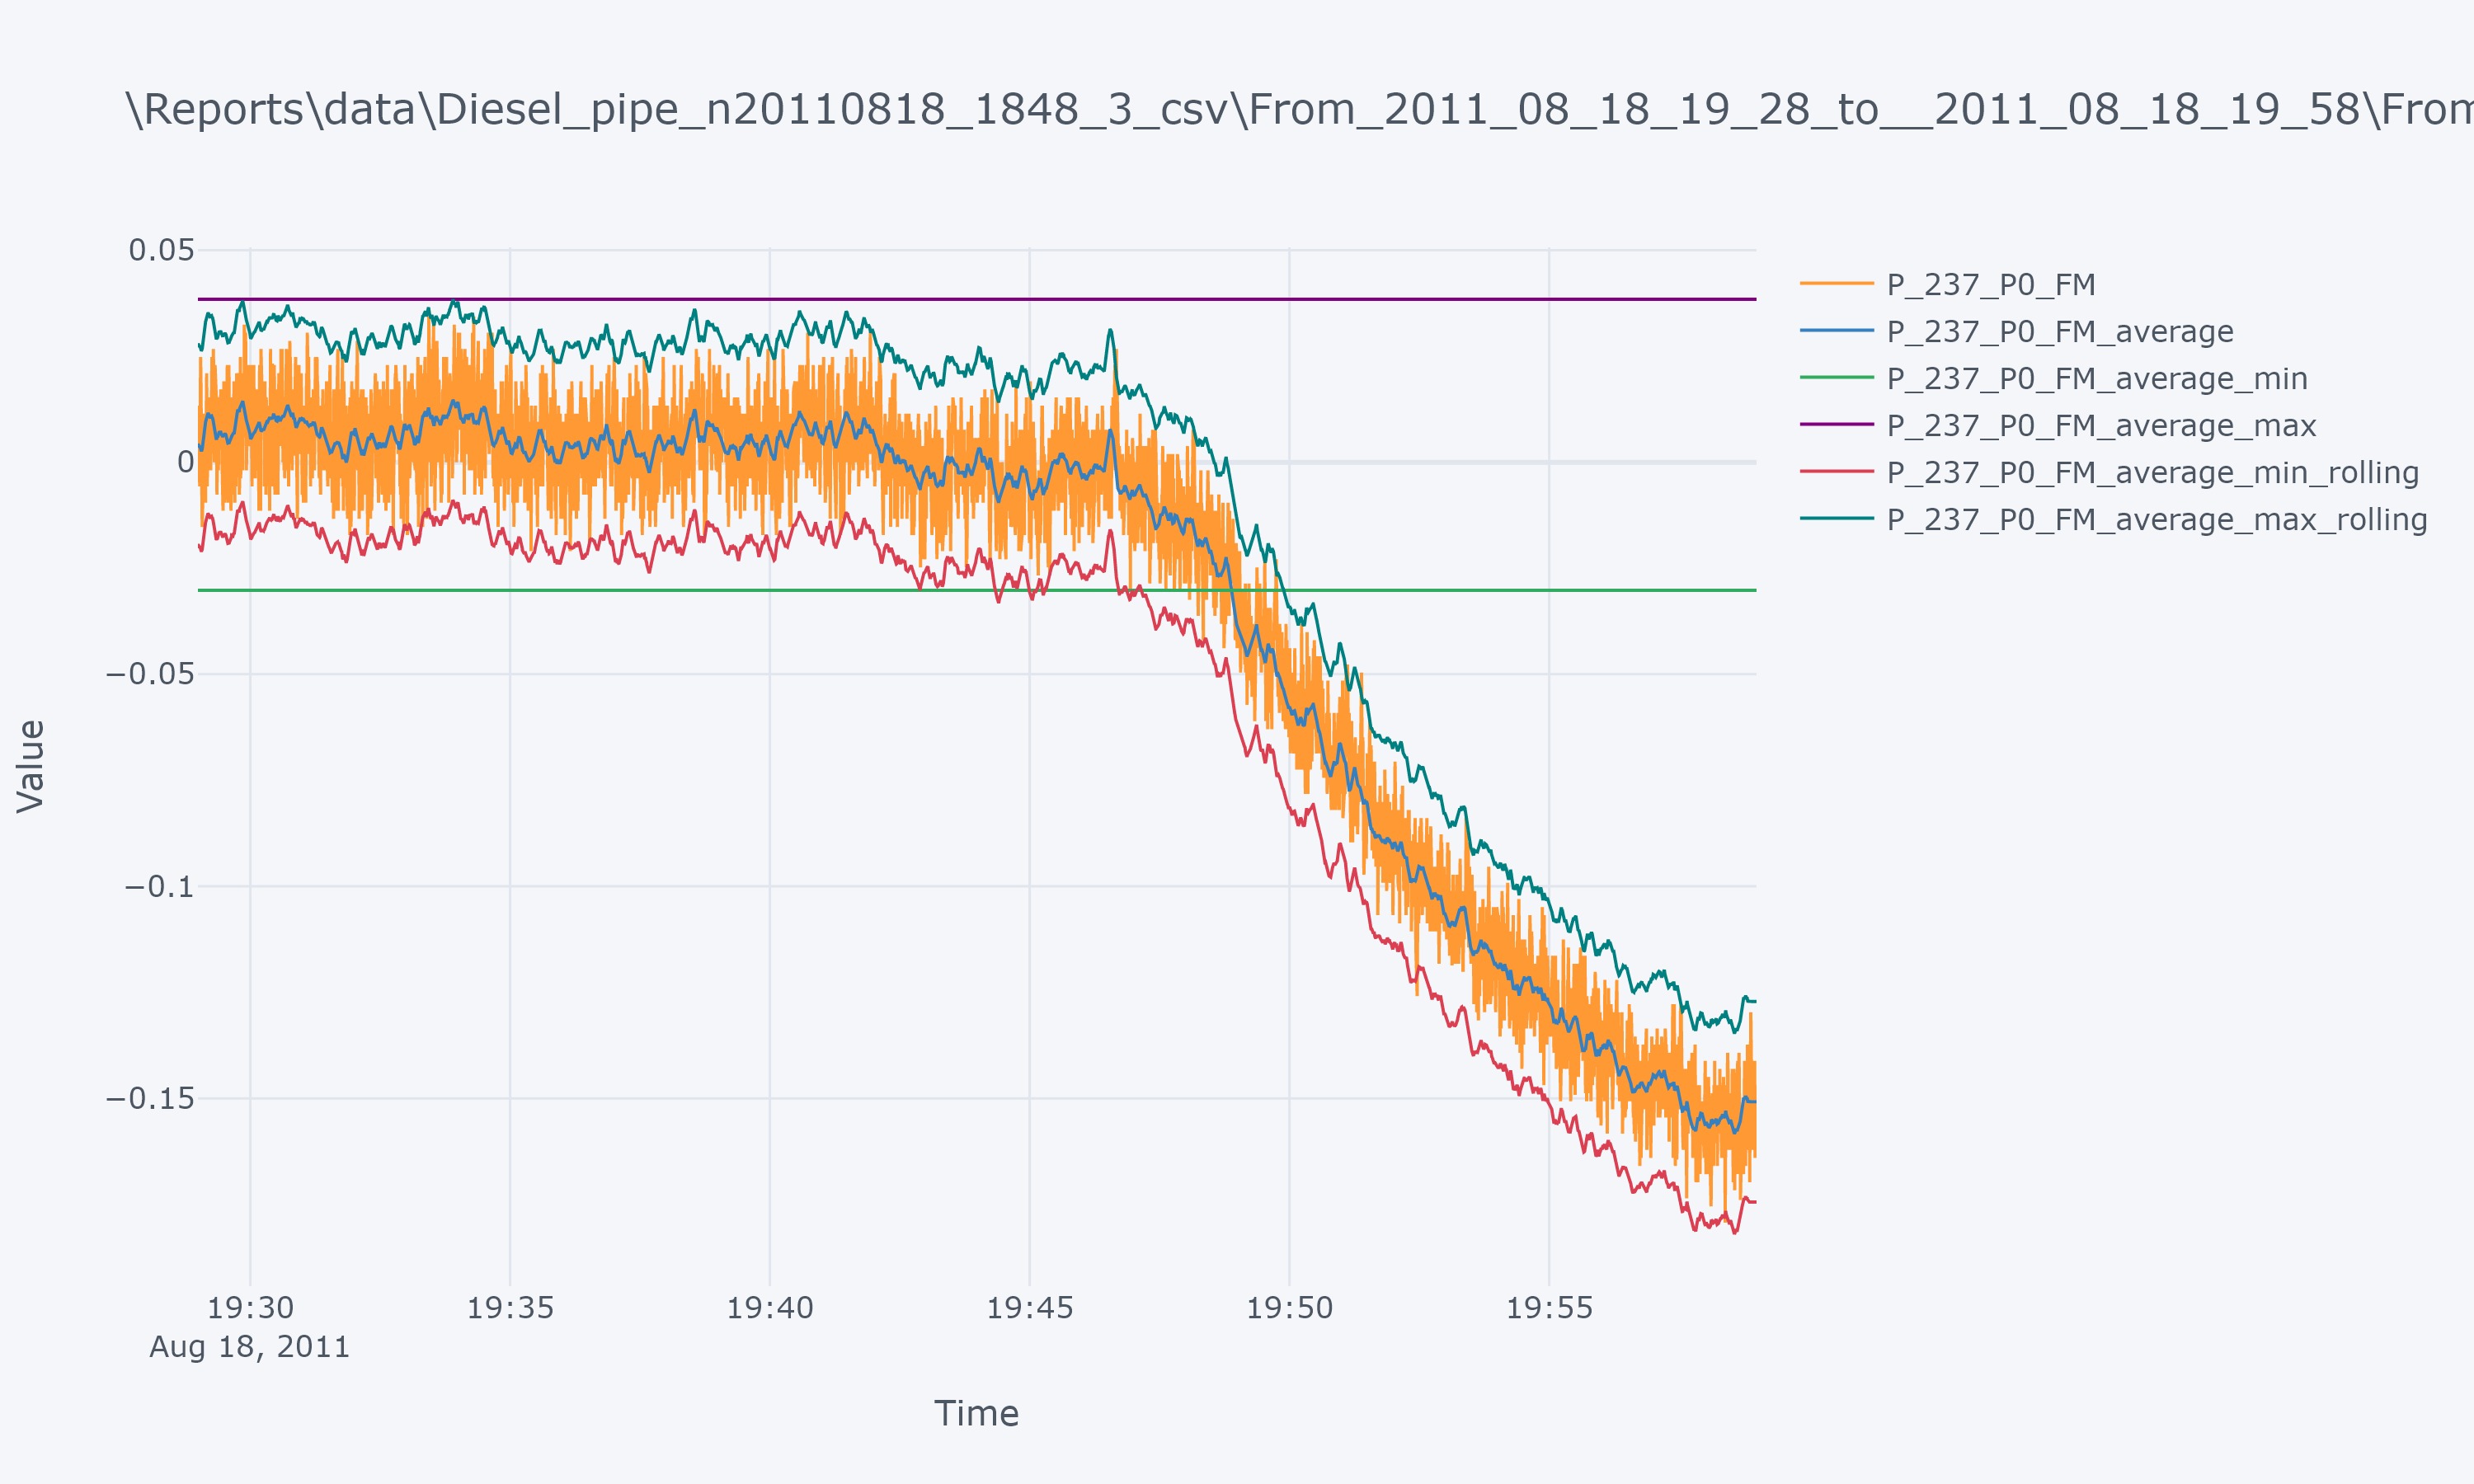 \Reports\data\Diesel_pipe_n20110818_1848_3_csv\From_2011_08_18_19_28_to__2011_08_18_19_58\From
0.05
0
−0.05
−0.1
−0.15
Value
19:30
Aug 18, 2011
19:35
19:40
19:45
19:50
19:55
Time
P_237_P0_FM
P_237_P0_FM_average
P_237_P0_FM_average_min
P_237_P0_FM_average_max
P_237_P0_FM_average_min_rolling
P_237_P0_FM_average_max_rolling